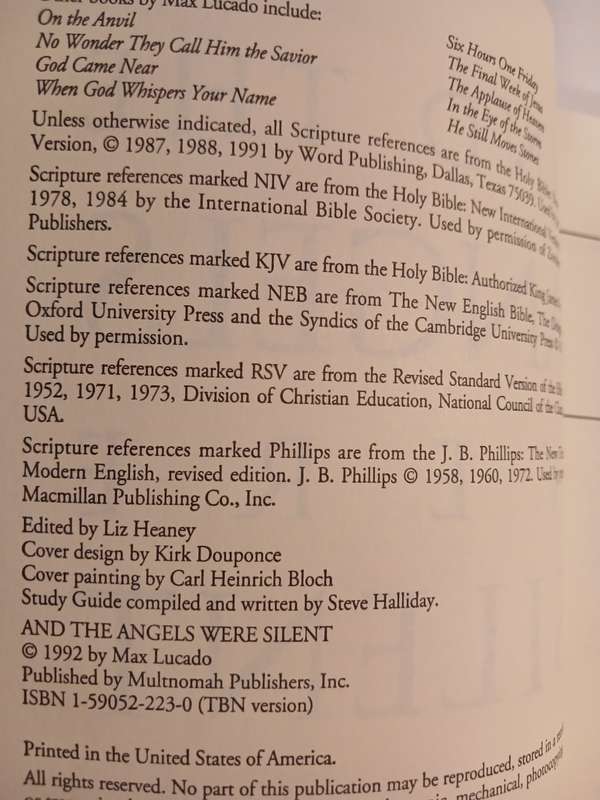 books by Max Lucado include:
On the Anvil
No Wonder They Call Him the Savior
God Came Near
When God Whispers Your Name
Six Hours One Friday
The Final Week of Jesus
The Applause of Heaven
In the Eye of the Storm
He Still Moves Stones
Unless otherwise indicated, all Scripture references are from the Holy Bible:
Version, © 1987, 1988, 1991 by Word Publishing, Dallas, Texas 75039. Used
Scripture references marked NIV are from the Holy Bible: New International
1978, 1984 by the International Bible Society. Used by permission of
Publishers.
Scripture references marked KJV are from the Holy Bible: Authorized King James
Scripture references marked NEB are from The New English Bible, The
Oxford University Press and the Syndics of the Cambridge University Press
Used by permission.
Scripture references marked RSV are from the Revised Standard Version of the
1952, 1971, 1973, Division of Christian Education, National Council of the
USA.
Scripture references marked Phillips are from the J. B. Phillips: The New
Modern English, revised edition. J. B. Phillips © 1958, 1960, 1972. Used by
Macmillan Publishing Co., Inc.
Edited by Liz Heaney
Cover design by Kirk Douponce
Cover painting by Carl Heinrich Bloch
Study Guide compiled and written by Steve Halliday.
AND THE ANGELS WERE SILENT
© 1992 by Max Lucado
Published by Multnomah Publishers, Inc.
ISBN 1-59052-223-0 (TBN version)
Printed in the United States of America.
All rights reserved. No part of this publication may be reproduced, stored in a
mechanical,